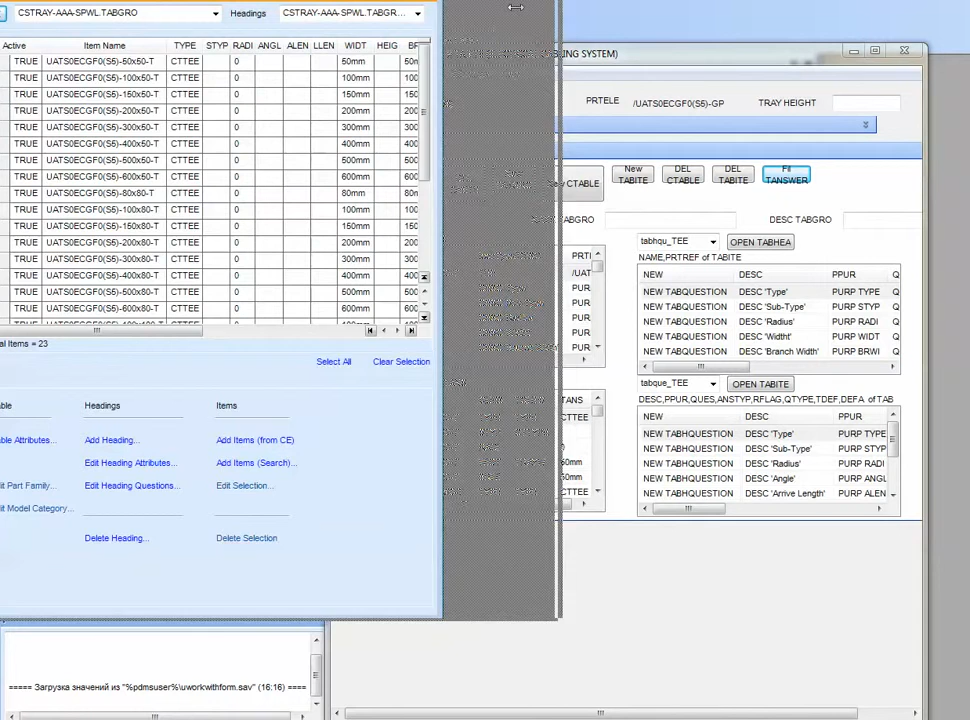 CSTRAY-AAA-SPWL.TABGRO Headings CSTRAY-AAA-SPWL.TABGR...
Active Item Name TYPE STYP RADI ANGL ALEN LLEN WIDT HEIG
TRUE UATS0ECGF0(S5)-50x50-T CTTEE 0 50mm
TRUE UATS0ECGF0(S5)-100x50-T CTTEE 0 100mm
TRUE UATS0ECGF0(S5)-150x50-T CTTEE 0 150mm
TRUE UATS0ECGF0(S5)-200x50-T CTTEE 0 200mm
TRUE UATS0ECGF0(S5)-300x50-T CTTEE 0 300mm
TRUE UATS0ECGF0(S5)-400x50-T CTTEE 0 400mm
TRUE UATS0ECGF0(S5)-500x50-T CTTEE 0 500mm
TRUE UATS0ECGF0(S5)-600x50-T CTTEE 0 600mm
TRUE UATS0ECGF0(S5)-80x80-T CTTEE 0 80mm
TRUE UATS0ECGF0(S5)-100x80-T CTTEE 0 100mm
TRUE UATS0ECGF0(S5)-150x80-T CTTEE 0 150mm
TRUE UATS0ECGF0(S5)-200x80-T CTTEE 0 200mm
TRUE UATS0ECGF0(S5)-300x80-T CTTEE 0 300mm
TRUE UATS0ECGF0(S5)-400x80-T CTTEE 0 400mm
TRUE UATS0ECGF0(S5)-500x80-T CTTEE 0 500mm
TRUE UATS0ECGF0(S5)-600x80-T CTTEE 0 600mm
Items = 23
Select All Clear Selection
Headings Items
Attributes... Add Heading... Add Items (from CE)
Edit Heading Attributes... Add Items (Search)...
Part Family... Edit Heading Questions... Edit Selection...
Model Category...
Delete Heading... Delete Selection
===== Загрузка значений из "%pdmsuser%\uworkwithform.sav" (16:16) ====
SYSTEM)
PRTELE /UATS0ECGF0(S5)-GP TRAY HEIGHT
CTABLE New TABITE DEL CTABLE DEL TABITE Fil TANSWER
TABGRO DESC TABGRO
tabhqu_TEE OPEN TABHEA
NAME,PRTREF of TABITE
NEW DESC PPUR
NEW TABQUESTION DESC 'Type' PURP TYPE
NEW TABQUESTION DESC 'Sub-Type' PURP STYP
NEW TABQUESTION DESC 'Radius' PURP RADI
NEW TABQUESTION DESC 'Widtht' PURP WIDT
NEW TABQUESTION DESC 'Branch Width' PURP BRWI
tabque_TEE OPEN TABITE
DESC,PPUR,QUES,ANSTYP,RFLAG,QTYPE,TDEF,DEFA of TAB
NEW DESC PPUR
NEW TABHQUESTION DESC 'Type' PURP TYPE
NEW TABHQUESTION DESC 'Sub-Type' PURP STYP
NEW TABHQUESTION DESC 'Radius' PURP RADI
NEW TABHQUESTION DESC 'Angle' PURP ANGL
NEW TABHQUESTION DESC 'Arrive Length' PURP ALEN